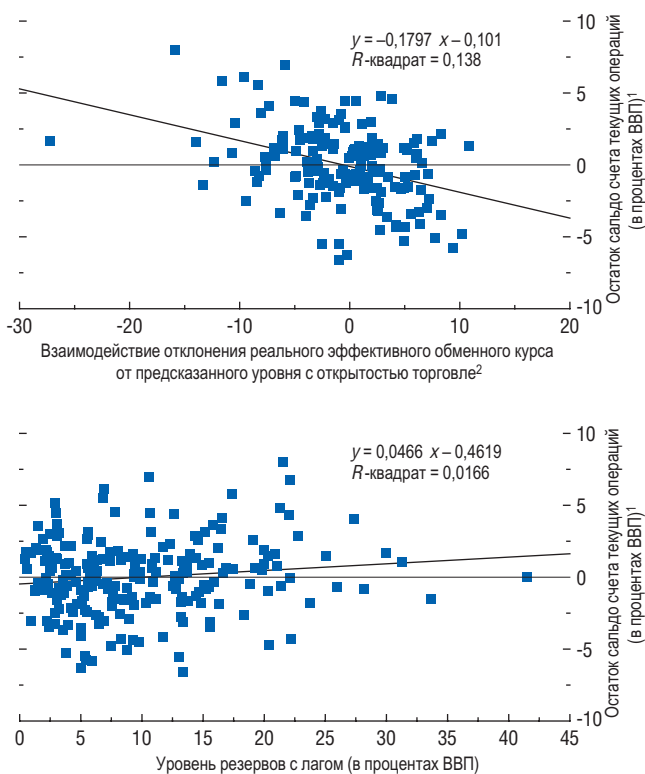 y = –0,1797 x – 0,101
R-квадрат = 0,138
10
5
0
-5
-10
Остаток сальдо счета текущих операций¹
(в процентах ВВП)
-30 -20 -10 0 10 20
Взаимодействие отклонения реального эффективного обменного курса
от предсказанного уровня с открытостью торговле²
y = 0,0466 x – 0,4619
R-квадрат = 0,0166
10
5
0
-5
-10
Остаток сальдо счета текущих операций
(в процентах ВВП)¹
0 5 10 15 20 25 30 35 40 45
Уровень резервов с лагом (в процентах ВВП)